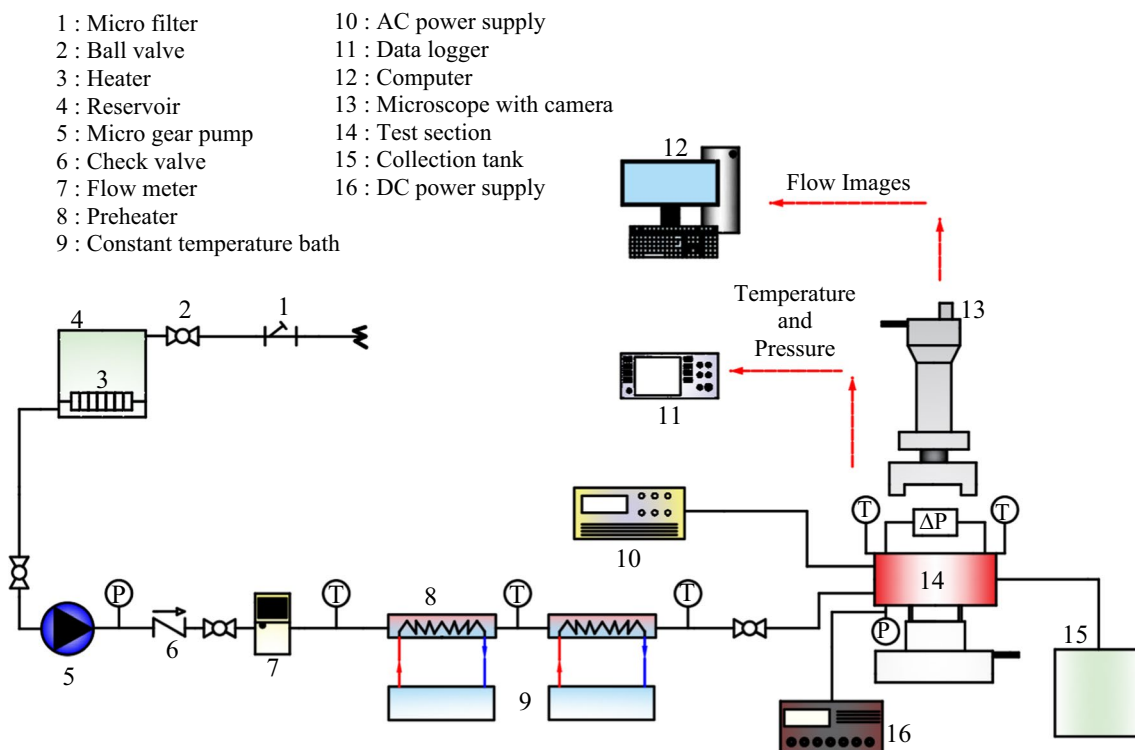 1 : Micro filter
2 : Ball valve
3 : Heater
4 : Reservoir
5 : Micro gear pump
6 : Check valve
7 : Flow meter
8 : Preheater
9 : Constant temperature bath
10 : AC power supply
11 : Data logger
12 : Computer
13 : Microscope with camera
14 : Test section
15 : Collection tank
16 : DC power supply
12
Flow Images
4
2
1
3
Temperature
and
Pressure
13
11
10
T
ΔP
T
14
P
5
P
6
7
T
8
T
T
9
15
16